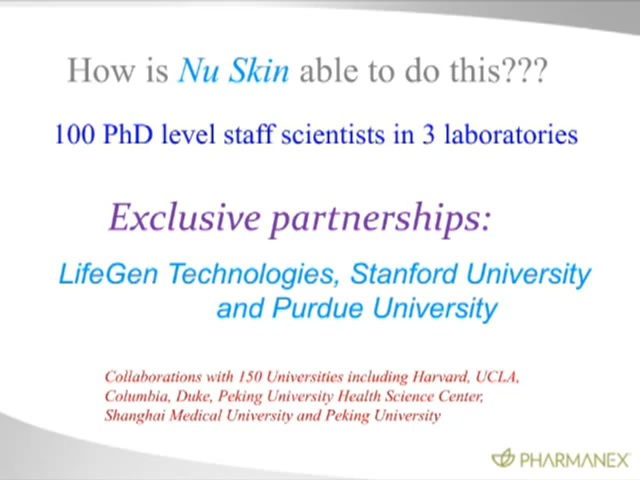 How is Nu Skin able to do this???
100 PhD level staff scientists in 3 laboratories
Exclusive partnerships:
LifeGen Technologies, Stanford University
and Purdue University
Collaborations with 150 Universities including Harvard, UCLA,
Columbia, Duke, Peking University Health Science Center,
Shanghai Medical University and Peking University
PHARMANEX